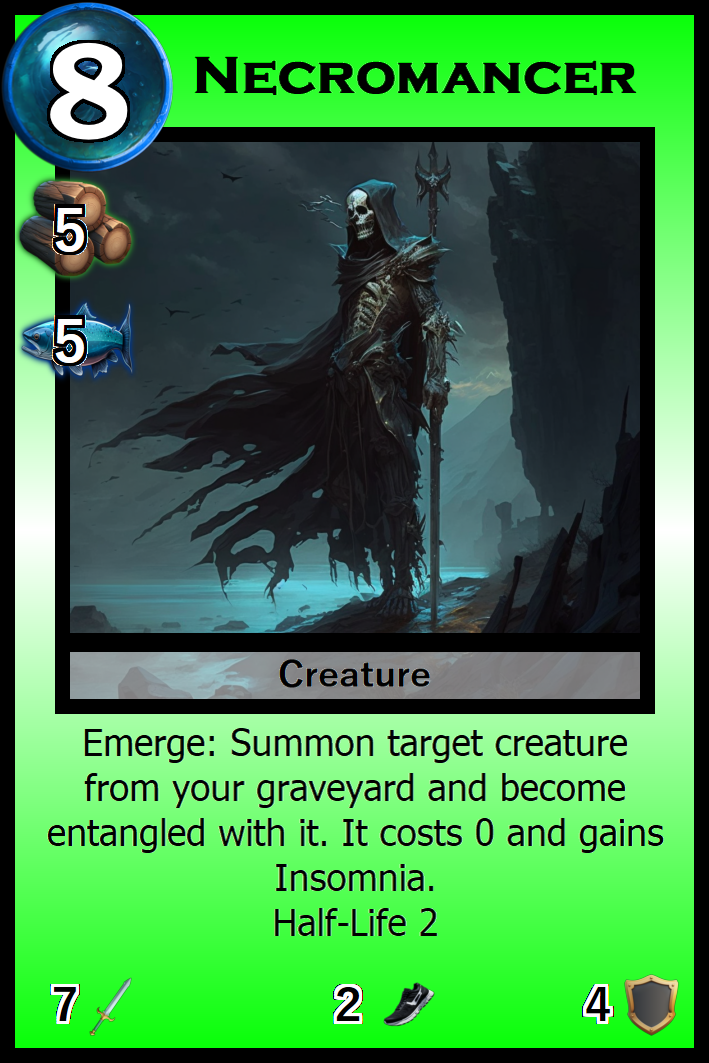 8
Necromancer
5
5
Creature
Emerge: Summon target creature
from your graveyard and become
entangled with it. It costs 0 and gains
Insomnia.
Half-Life 2
7 2 4